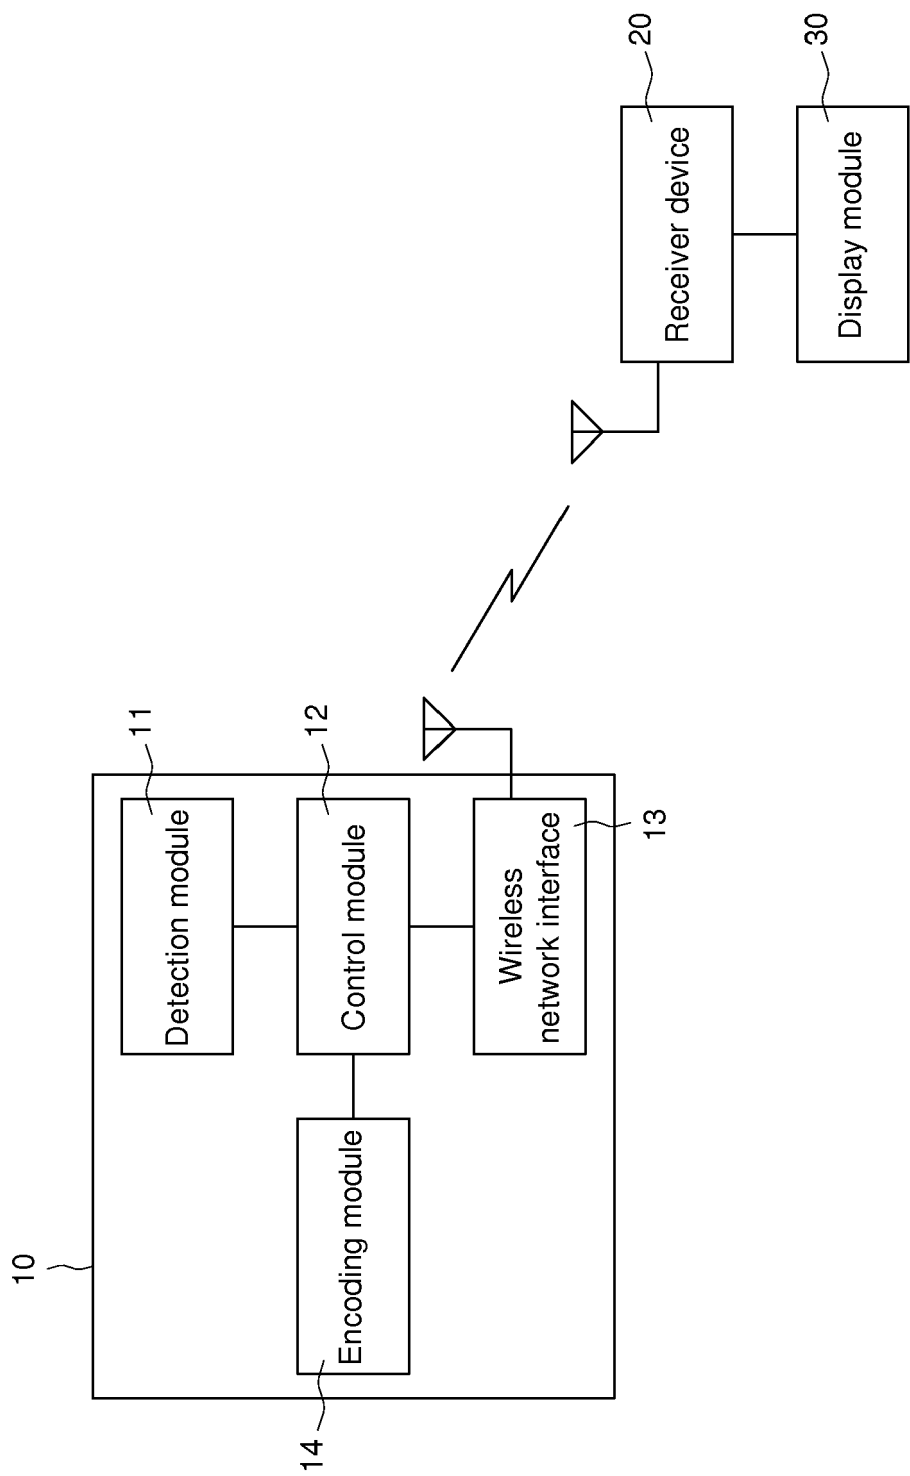 10
11
Detection module
12
Control module
Encoding module
14
Wireless
network interface
13
20
Receiver device
30
Display module